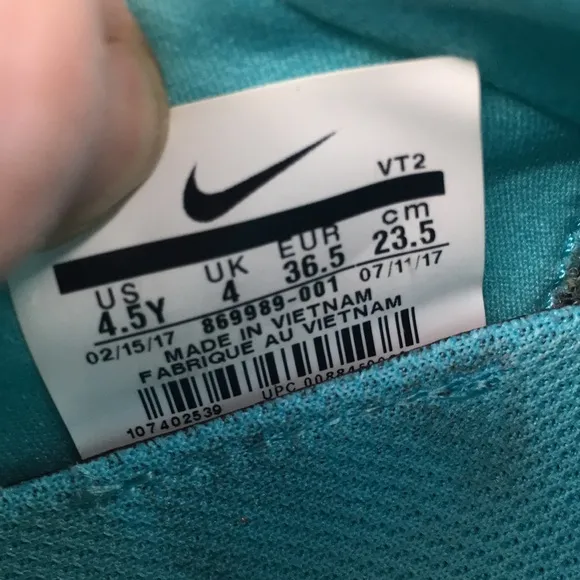 VT2
US UK EUR cm
4.5Y 4 36.5 23.5
02/15/17 869989-001 07/11/17
MADE IN VIETNAM
FABRIQUE AU VIETNAM
107402539 UPC